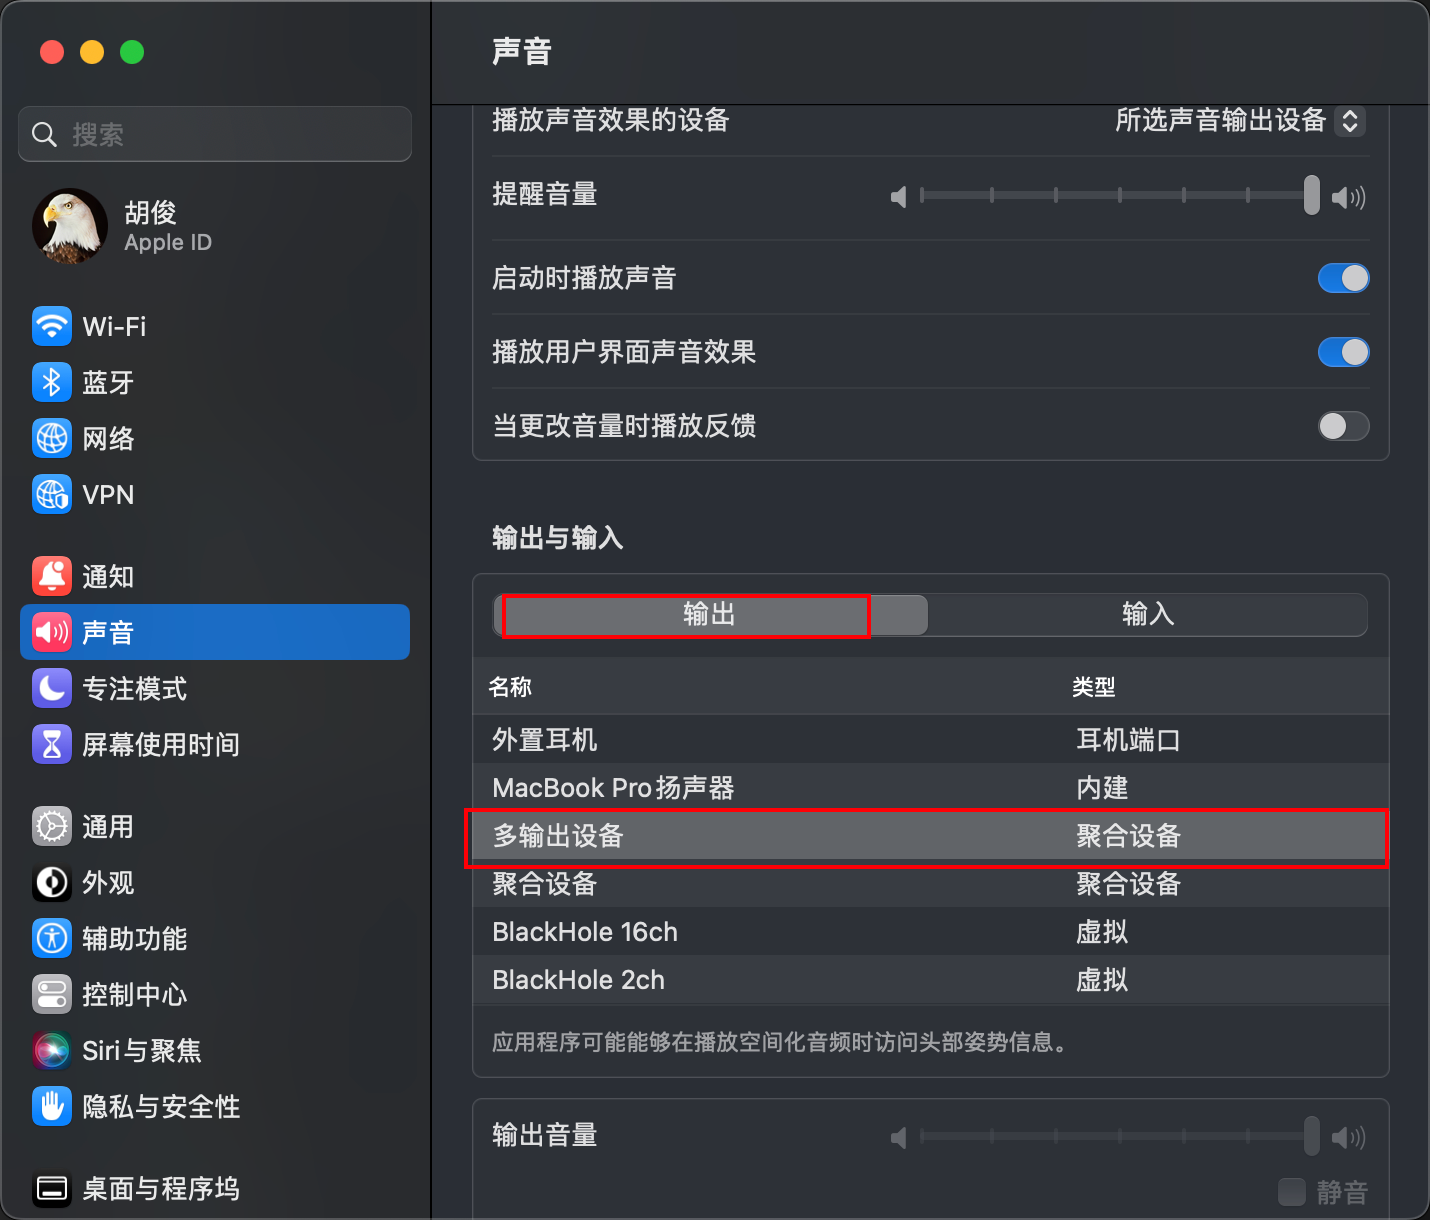 声音
搜索
胡俊
Apple ID
Wi-Fi
蓝牙
网络
VPN
通知
声音
专注模式
屏幕使用时间
通用
外观
辅助功能
控制中心
Siri与聚焦
隐私与安全性
桌面与程序坞
播放声音效果的设备 所选声音输出设备
提醒音量
启动时播放声音
播放用户界面声音效果
当更改音量时播放反馈
输出与输入
输出 输入
名称 类型
外置耳机 耳机端口
MacBook Pro扬声器 内建
多输出设备 聚合设备
聚合设备 聚合设备
BlackHole 16ch 虚拟
BlackHole 2ch 虚拟
应用程序可能能够在播放空间化音频时访问头部姿势信息。
输出音量
静音